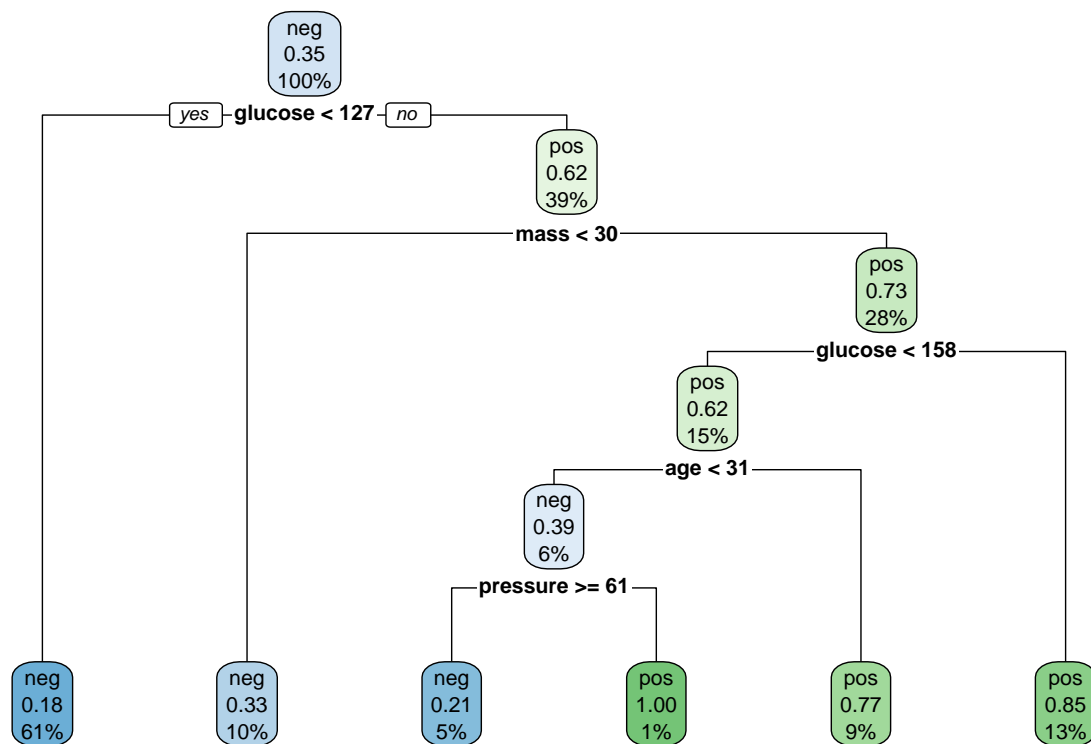 neg
0.35
100%
yes glucose < 127 no
pos
0.62
39%
mass < 30
pos
0.73
28%
glucose < 158
pos
0.62
15%
age < 31
neg
0.39
6%
pressure >= 61
neg
0.18
61%
neg
0.33
10%
neg
0.21
5%
pos
1.00
1%
pos
0.77
9%
pos
0.85
13%